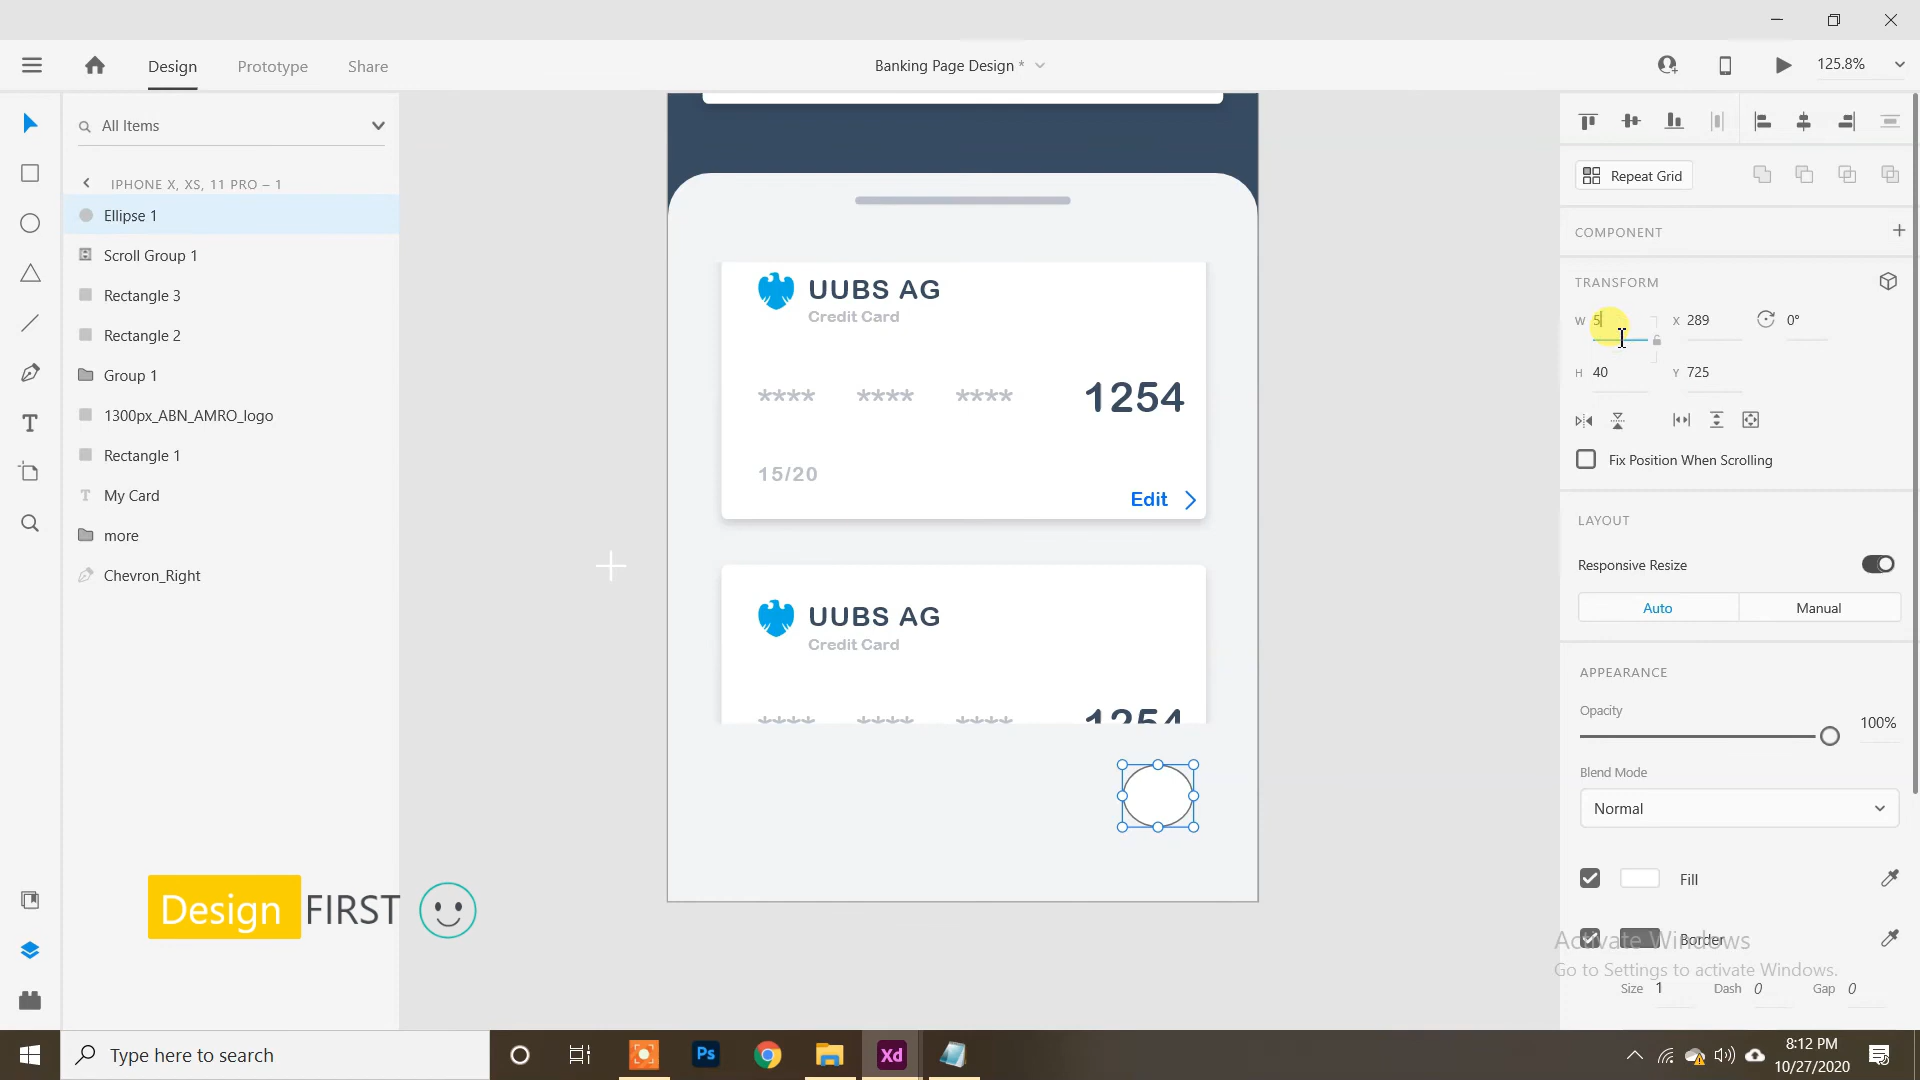 Design
Prototype
Share
Banking Page Design *
125.8%
All Items
IPHONE X, XS, 11 PRO – 1
Ellipse 1
Scroll Group 1
Rectangle 3
Rectangle 2
Group 1
1300px_ABN_AMRO_logo
Rectangle 1
My Card
more
Chevron_Right
UUBS AG
Credit Card
**** **** **** 1254
15/20
Edit
UUBS AG
Credit Card
**** **** **** 1254
Repeat Grid
COMPONENT
TRANSFORM
W 5 X 289 0°
H 40 Y 725
Fix Position When Scrolling
LAYOUT
Responsive Resize
Auto Manual
APPEARANCE
Opacity
100%
Blend Mode
Normal
Fill
Border
Activate Windows
Go to Settings to activate Windows.
Size 1 Dash 0 Gap 0
Design FIRST
Type here to search
Ps
Xd
8:12 PM
10/27/2020